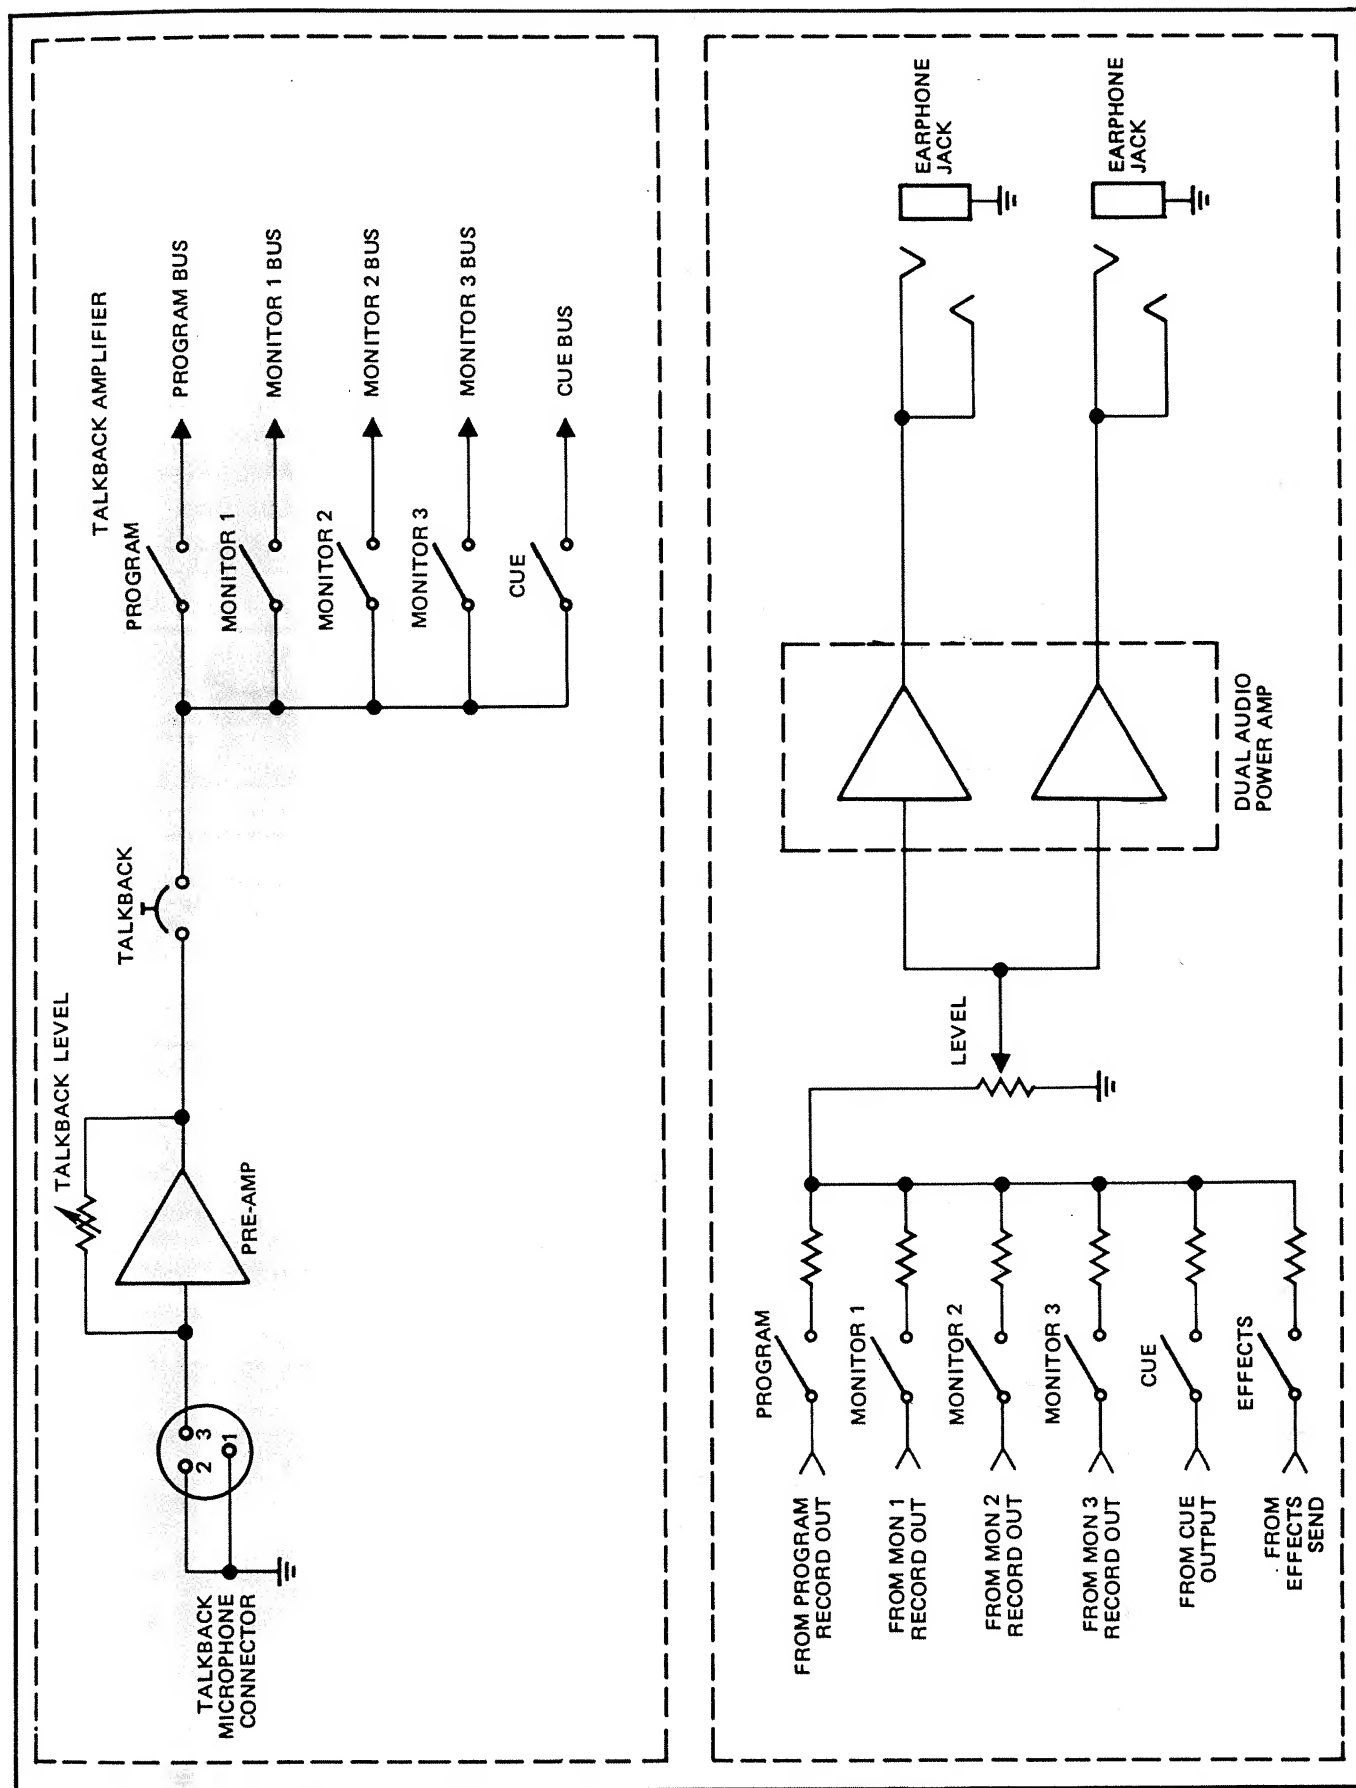 TALKBACK AMPLIFIER
TALKBACK LEVEL
TALKBACK
PROGRAM
PROGRAM BUS
MONITOR 1
MONITOR 1 BUS
MONITOR 2
MONITOR 2 BUS
MONITOR 3
MONITOR 3 BUS
CUE
CUE BUS
2
3
1
PRE-AMP
TALKBACK
MICROPHONE
CONNECTOR
PROGRAM
FROM PROGRAM
RECORD OUT
MONITOR 1
FROM MON 1
RECORD OUT
MONITOR 2
FROM MON 2
RECORD OUT
MONITOR 3
FROM MON 3
RECORD OUT
CUE
FROM CUE
OUTPUT
EFFECTS
FROM
EFFECTS
SEND
LEVEL
DUAL AUDIO
POWER AMP
EARPHONE
JACK
EARPHONE
JACK